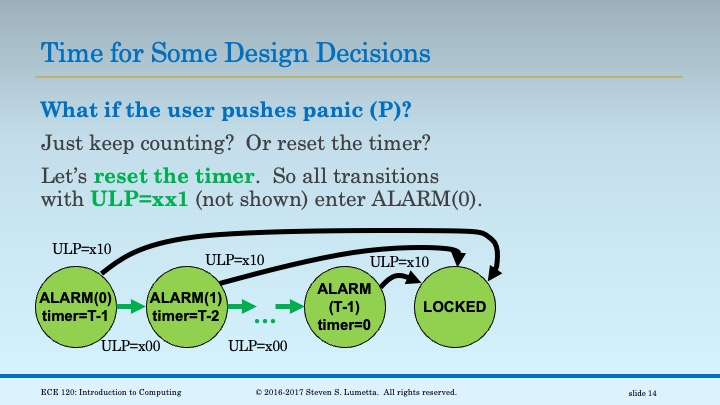 Time for Some Design Decisions
What if the user pushes panic (P)?
Just keep counting?  Or reset the timer?
Let's reset the timer.  So all transitions
with ULP=xx1 (not shown) enter ALARM(0).
ULP=x10
ULP=x10
ULP=x10
ALARM(0)
timer=T-1
ALARM(1)
timer=T-2
...
ALARM
(T-1)
timer=0
LOCKED
ULP=x00
ULP=x00
ECE 120: Introduction to Computing
© 2016-2017 Steven S. Lumetta.  All rights reserved.
slide 14